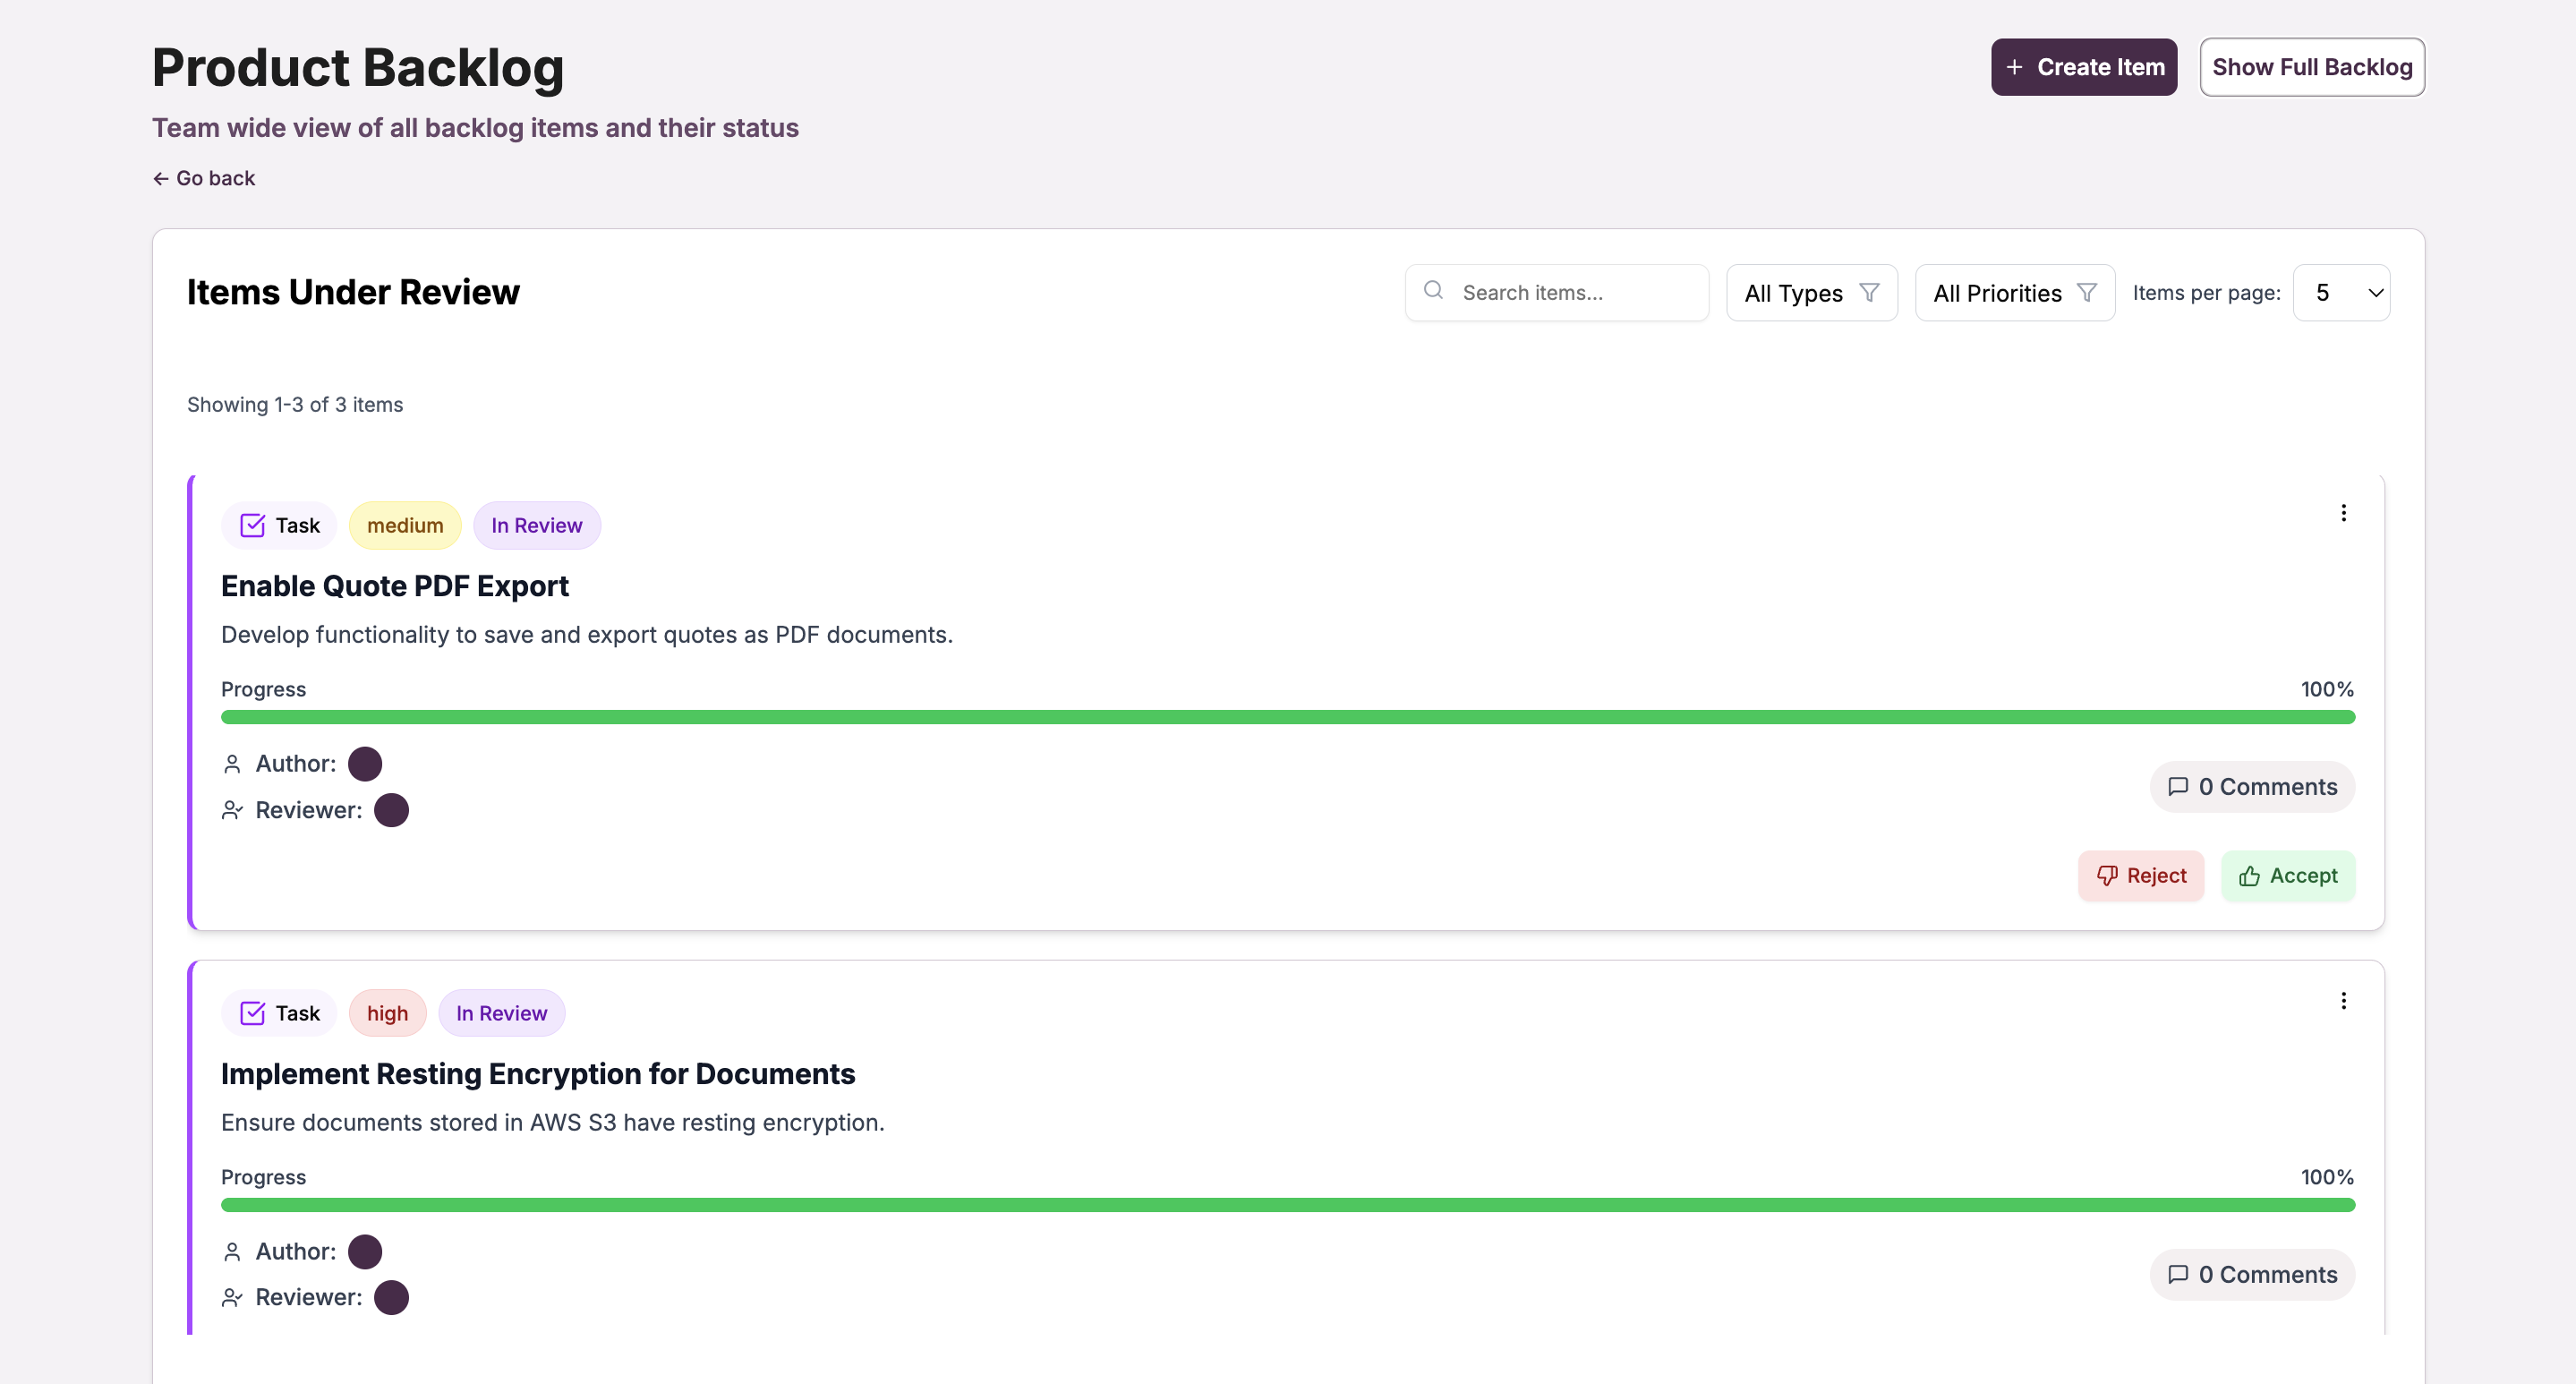 Product Backlog
+ Create Item
Show Full Backlog
Team wide view of all backlog items and their status
← Go back
Items Under Review
Search items...
All Types
All Priorities
Items per page:
5
Showing 1-3 of 3 items
Task
medium
In Review
Enable Quote PDF Export
Develop functionality to save and export quotes as PDF documents.
Progress
100%
Author:
Reviewer:
0 Comments
Reject
Accept
Task
high
In Review
Implement Resting Encryption for Documents
Ensure documents stored in AWS S3 have resting encryption.
Progress
100%
Author:
Reviewer:
0 Comments